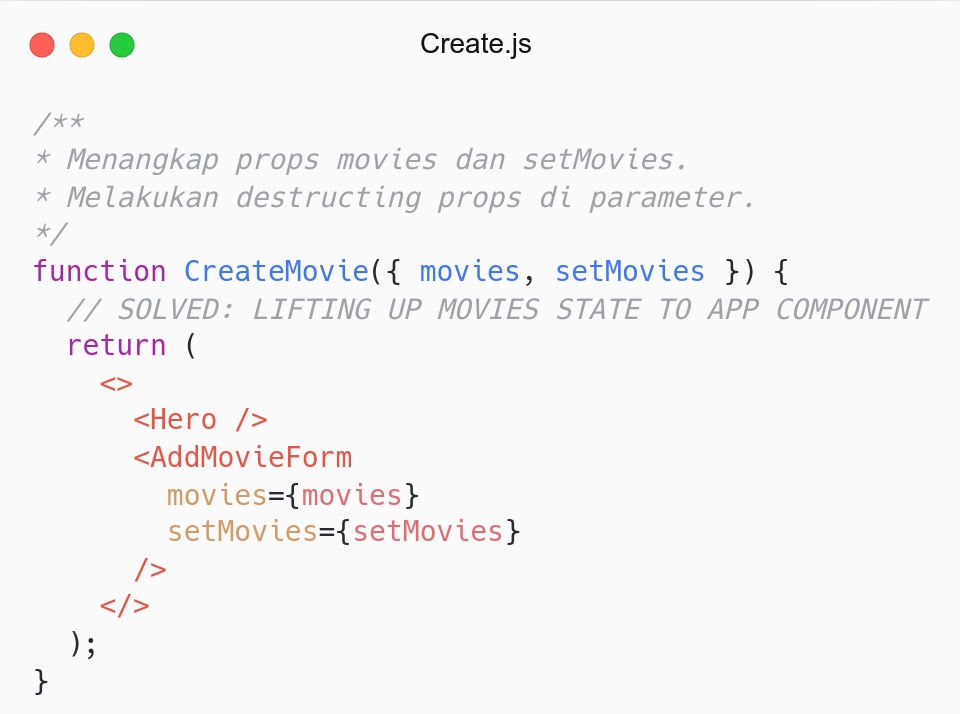 Create.js
/**
* Menangkap props movies dan setMovies.
* Melakukan destructing props di parameter.
*/
function CreateMovie({ movies, setMovies }) {
  // SOLVED: LIFTING UP MOVIES STATE TO APP COMPONENT
  return (
    <>
      <Hero />
      <AddMovieForm
        movies={movies}
        setMovies={setMovies}
      />
    </>
  );
}